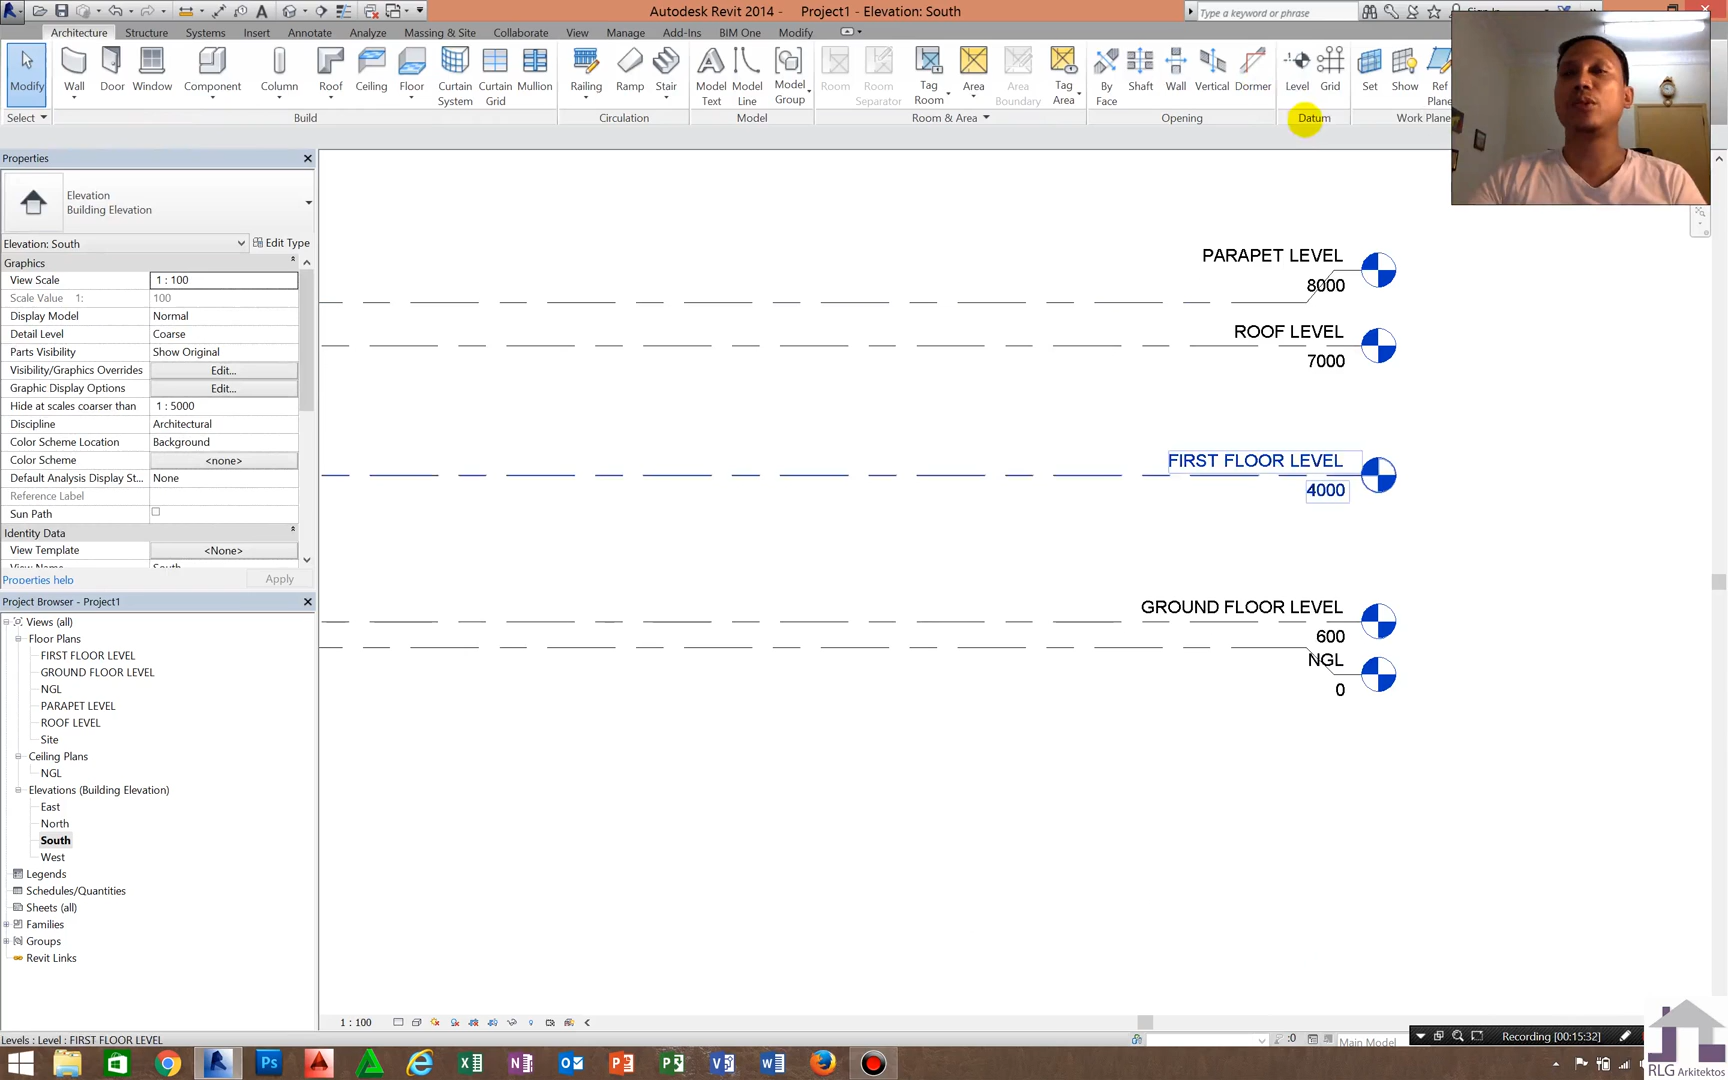 Autodesk Revit 2014 -    Project1 - Elevation: South
Type a keyword or phrase
Architecture Structure Systems Insert Annotate Analyze Massing & Site Collaborate View Manage Add-Ins BIM One Modify
Modify Wall Door Window Component Column Roof Ceiling Floor Curtain System Curtain Grid Mullion Railing Ramp Stair Model Text Model Line Model Group Room Room Separator Tag Room Area Area Boundary Tag Area By Face Shaft Wall Vertical Dormer Level Grid Set Show Ref Plane
Select Build Circulation Model Room & Area Opening Datum Work Plane
Properties
Elevation
Building Elevation
Elevation: South Edit Type
Graphics
View Scale 1 : 100
Scale Value 1: 100
Display Model Normal
Detail Level Coarse
Parts Visibility Show Original
Visibility/Graphics Overrides Edit...
Graphic Display Options Edit...
Hide at scales coarser than 1 : 5000
Discipline Architectural
Color Scheme Location Background
Color Scheme <none>
Default Analysis Display St... None
Reference Label
Sun Path
Identity Data
View Template <None>
View Name South
Properties help Apply
Project Browser - Project1
Views (all)
Floor Plans
FIRST FLOOR LEVEL
GROUND FLOOR LEVEL
NGL
PARAPET LEVEL
ROOF LEVEL
Site
Ceiling Plans
NGL
Elevations (Building Elevation)
East
North
South
West
Legends
Schedules/Quantities
Sheets (all)
Families
Groups
Revit Links
PARAPET LEVEL
8000
ROOF LEVEL
7000
FIRST FLOOR LEVEL
4000
GROUND FLOOR LEVEL
600
NGL
0
1 : 100
Levels : Level : FIRST FLOOR LEVEL
:0 Main Model
Recording [00:15:32]
RLG Arkitektos